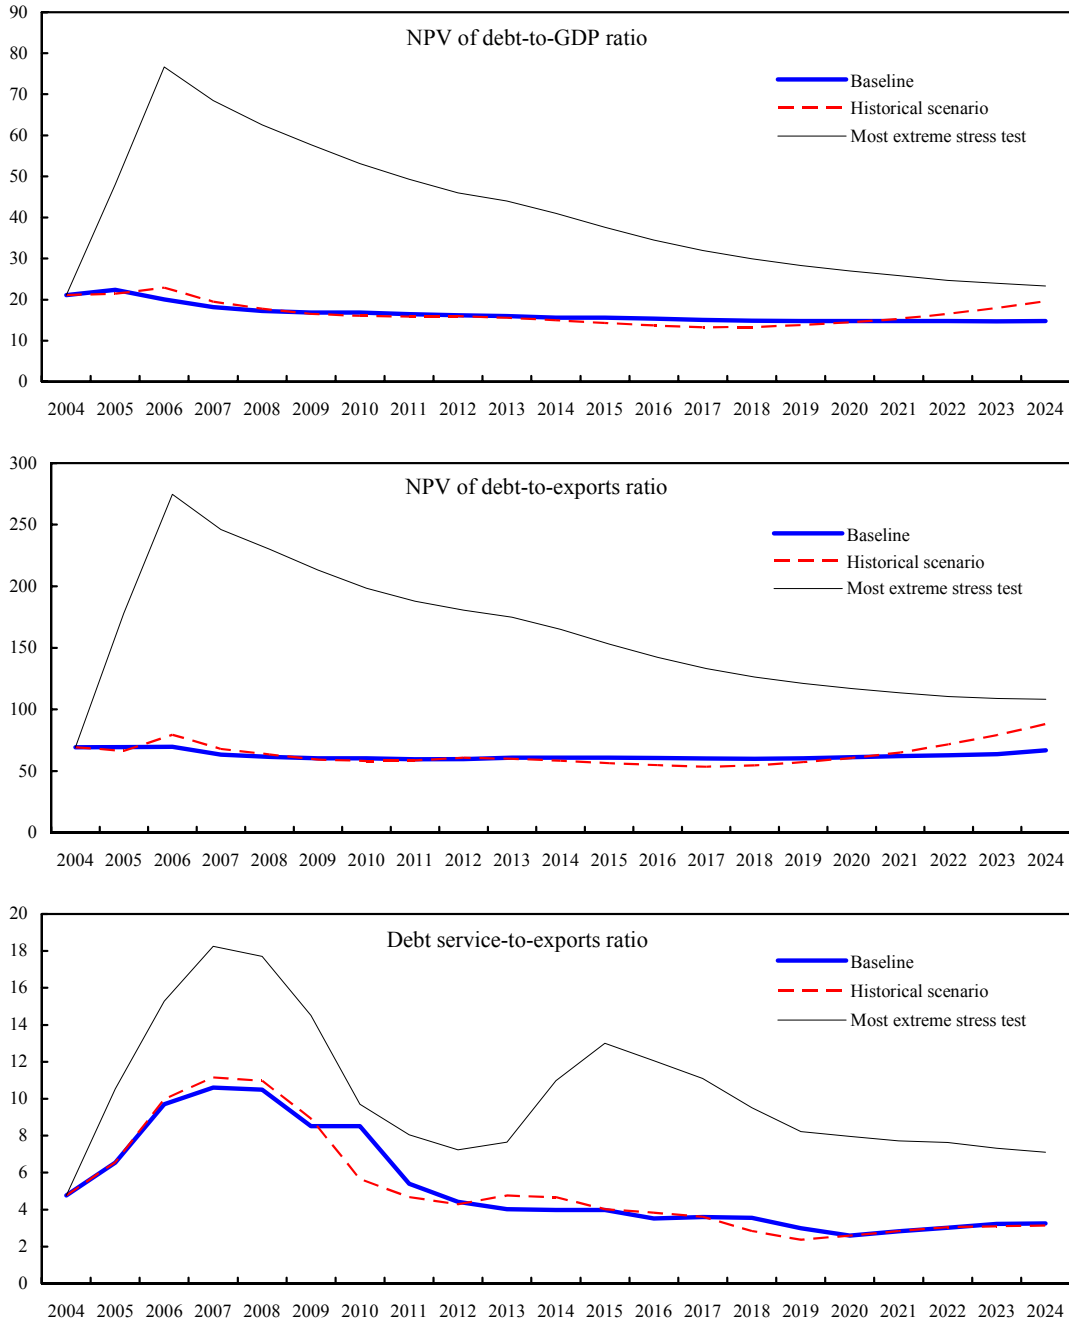 NPV of debt-to-GDP ratio
90
80
70
60
50
40
30
20
10
0
Baseline
Historical scenario
Most extreme stress test
2004 2005 2006 2007 2008 2009 2010 2011 2012 2013 2014 2015 2016 2017 2018 2019 2020 2021 2022 2023 2024
NPV of debt-to-exports ratio
300
250
200
150
100
50
0
Baseline
Historical scenario
Most extreme stress test
2004 2005 2006 2007 2008 2009 2010 2011 2012 2013 2014 2015 2016 2017 2018 2019 2020 2021 2022 2023 2024
Debt service-to-exports ratio
20
18
16
14
12
10
8
6
4
2
0
Baseline
Historical scenario
Most extreme stress test
2004 2005 2006 2007 2008 2009 2010 2011 2012 2013 2014 2015 2016 2017 2018 2019 2020 2021 2022 2023 2024